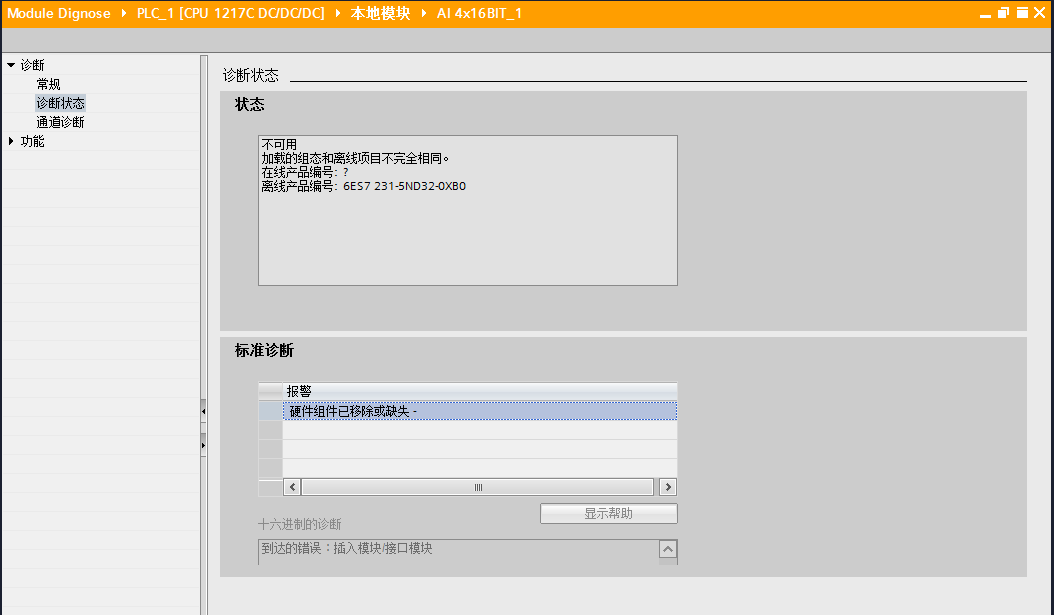 Module Dignose PLC_1 [CPU 1217C DC/DC/DC] 本地模块 AI 4x16BIT_1
诊断
常规
诊断状态
通道诊断
功能
诊断状态
状态
不可用
加载的组态和离线项目不完全相同。
在线产品编号: ?
离线产品编号: 6ES7 231-5ND32-0XB0
标准诊断
报警
硬件组件已移除或缺失 -
显示帮助
十六进制的诊断
到达的错误:插入模块/接口模块